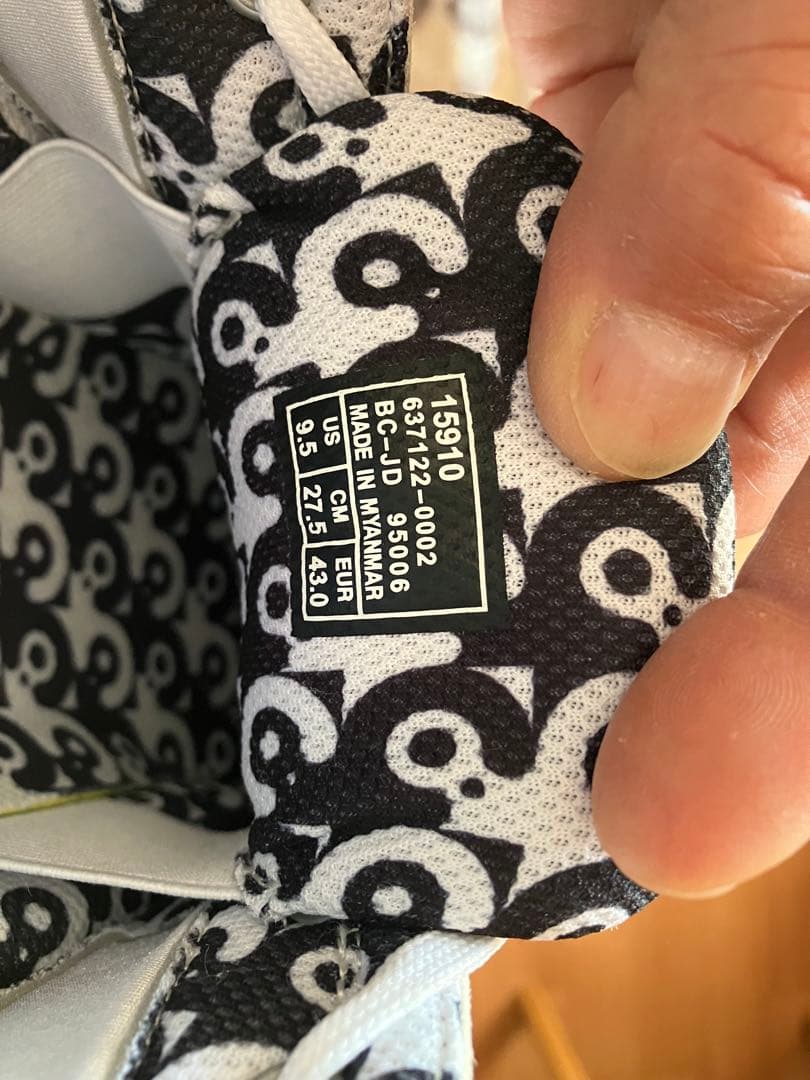 15910
637122-0002
BC-JD 95006
MADE IN MYANMAR
US CM EUR
9.5 27.5 43.0